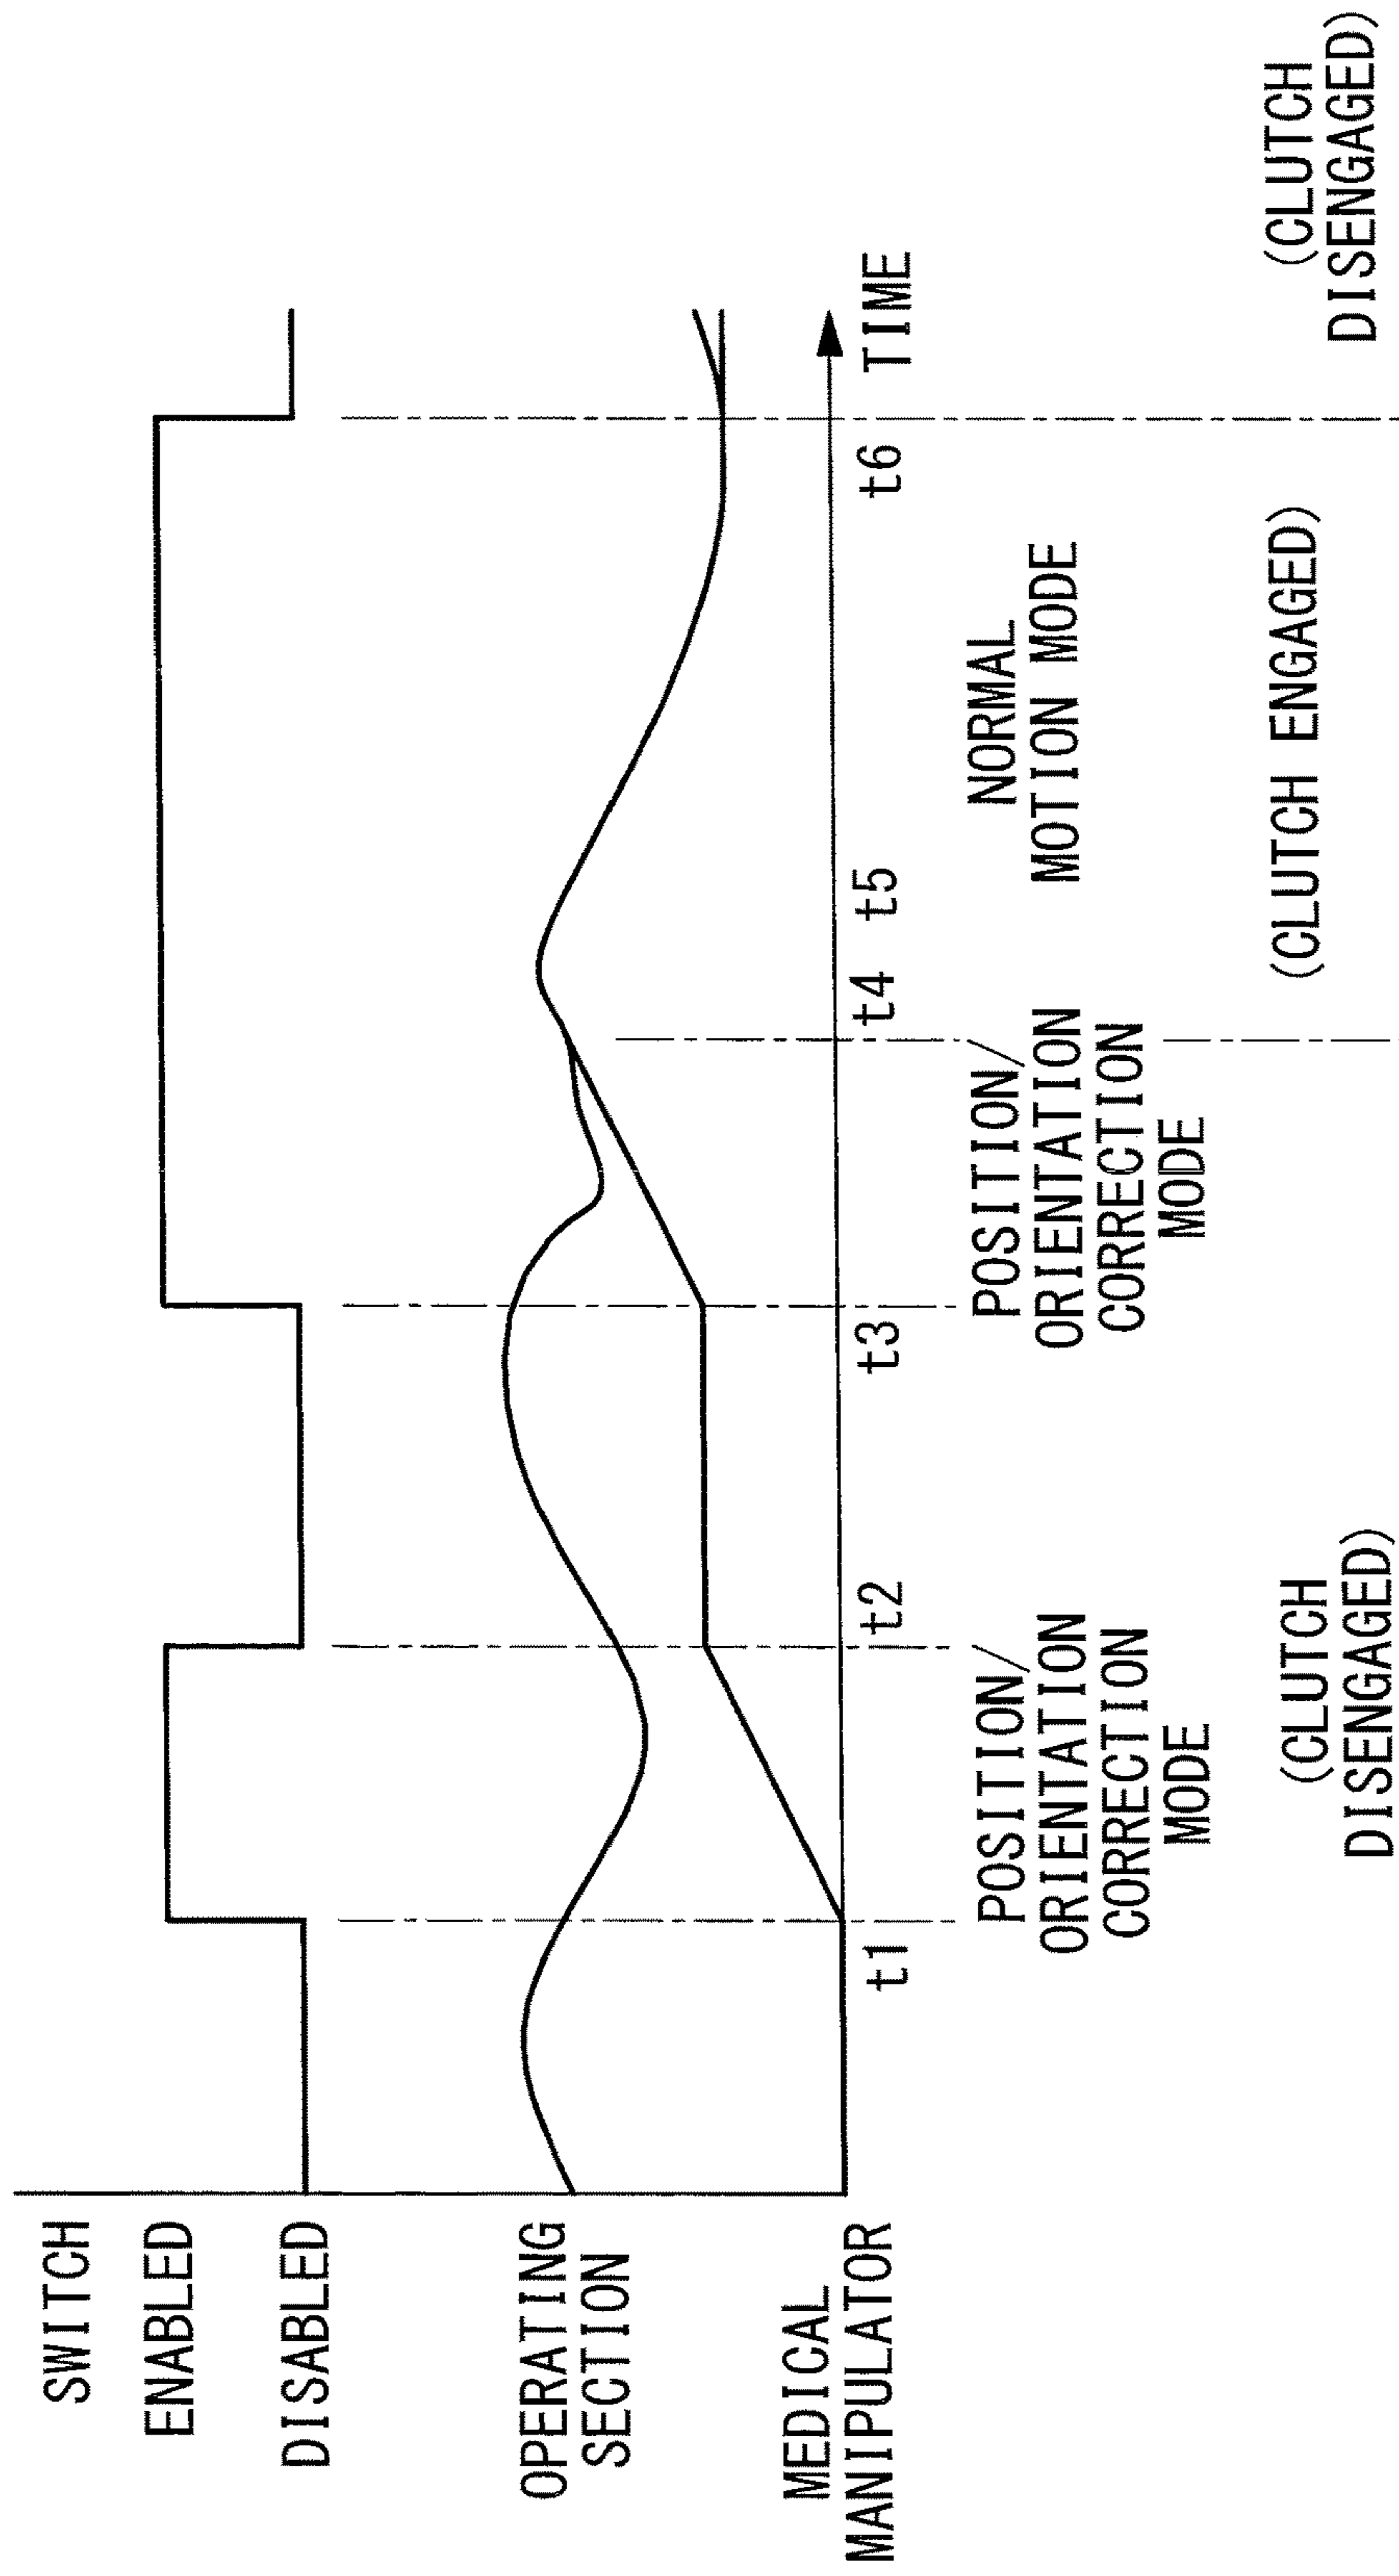 SWITCH
ENABLED
DISABLED
OPERATING
SECTION
MEDICAL
MANIPULATOR
t1
t2
t3
t4
t5
t6
TIME
POSITION/
ORIENTATION
CORRECTION
MODE
POSITION/
ORIENTATION
CORRECTION
MODE
NORMAL
MOTION MODE
(CLUTCH
DISENGAGED)
(CLUTCH ENGAGED)
(CLUTCH
DISENGAGED)